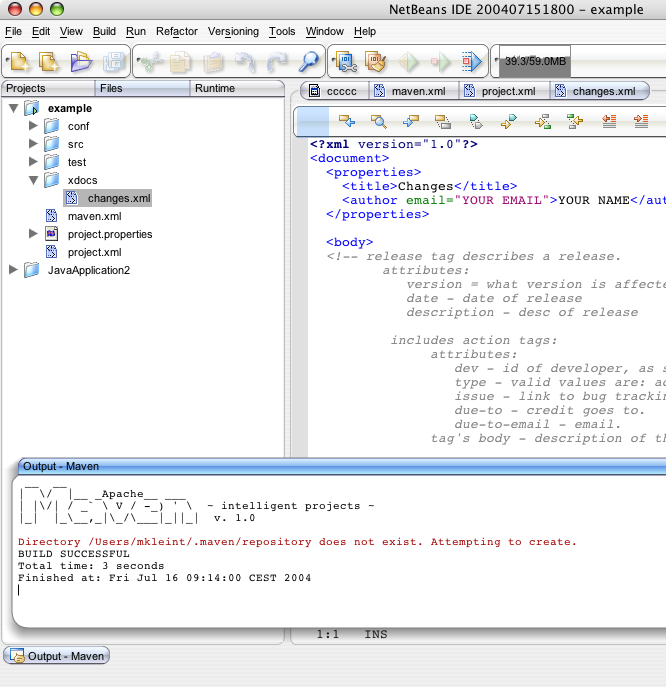 NetBeans IDE 200407151800 - example
File Edit View Build Run Refactor Versioning Tools Window Help
39.3/59.0MB
Projects Files Runtime
ccccc maven.xml project.xml changes.xml
example
conf
src
test
xdocs
changes.xml
maven.xml
project.properties
project.xml
JavaApplication2
<?xml version="1.0"?>
<document>
<properties>
<title>Changes</title>
<author email="YOUR EMAIL">YOUR NAME</aut
</properties>
<body>
<!-- release tag describes a release.
attributes:
version = what version is affecte
date - date of release
description - desc of release
includes action tags:
attributes:
dev - id of developer, as s
type - valid values are: ad
issue - link to bug trackin
due-to - credit goes to.
due-to-email - email.
tag's body - description of th
Output - Maven
 __  __
|  \/  |__ _Apache__ ___
| |\/| / _` \ V / -_) ' \  ~ intelligent projects ~
|_|  |_\__,_|\_/\___|_||_|  v. 1.0
Directory /Users/mkleint/.maven/repository does not exist. Attempting to create.
BUILD SUCCESSFUL
Total time: 3 seconds
Finished at: Fri Jul 16 09:14:00 CEST 2004
1:1 INS
Output - Maven